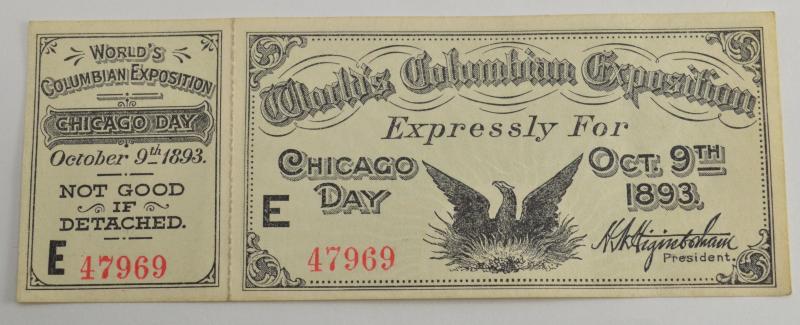 World's
Columbian Exposition
Chicago Day
October 9th 1893.
NOT GOOD
IF
DETACHED.
E 47969
World's Columbian Exposition
Expressly For
CHICAGO DAY
OCT. 9TH 1893.
E
47969
H. N. Higinbotham
President.